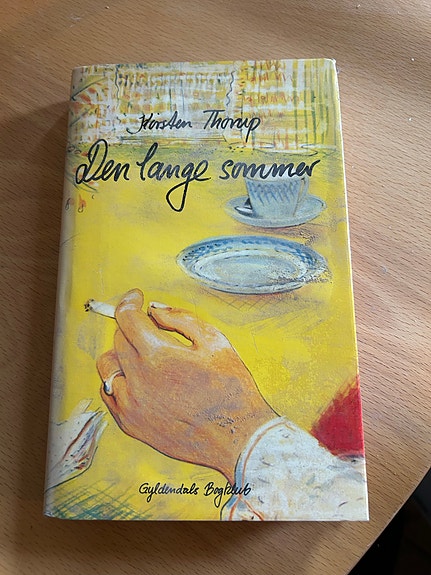 Kirsten Thorup
Den lange sommer
Gyldendals Bogklub